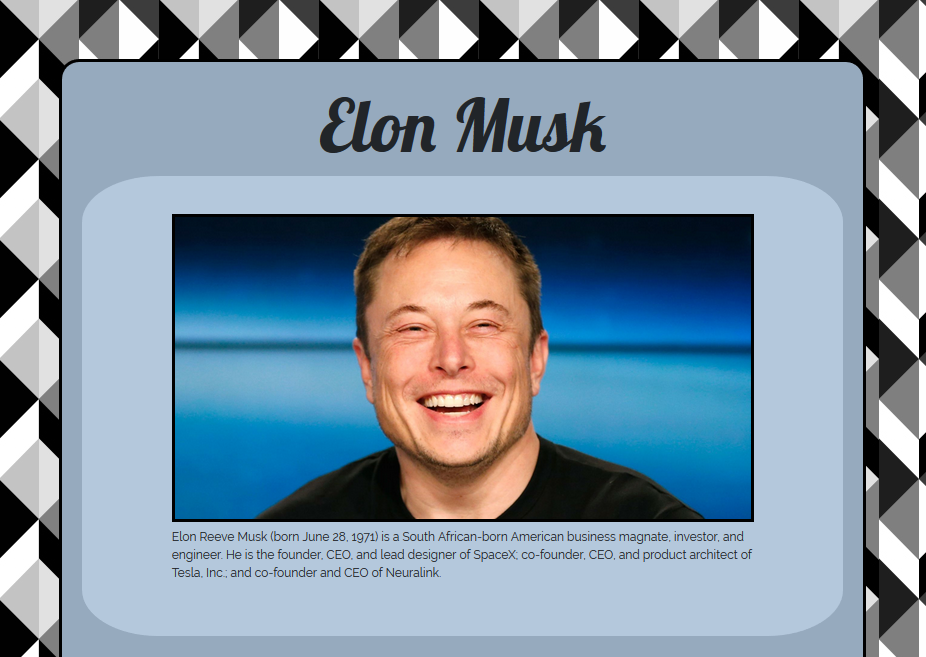 Elon Musk
Elon Reeve Musk (born June 28, 1971) is a South African-born American business magnate, investor, and
engineer. He is the founder, CEO, and lead designer of SpaceX; co-founder, CEO, and product architect of
Tesla, Inc.; and co-founder and CEO of Neuralink.